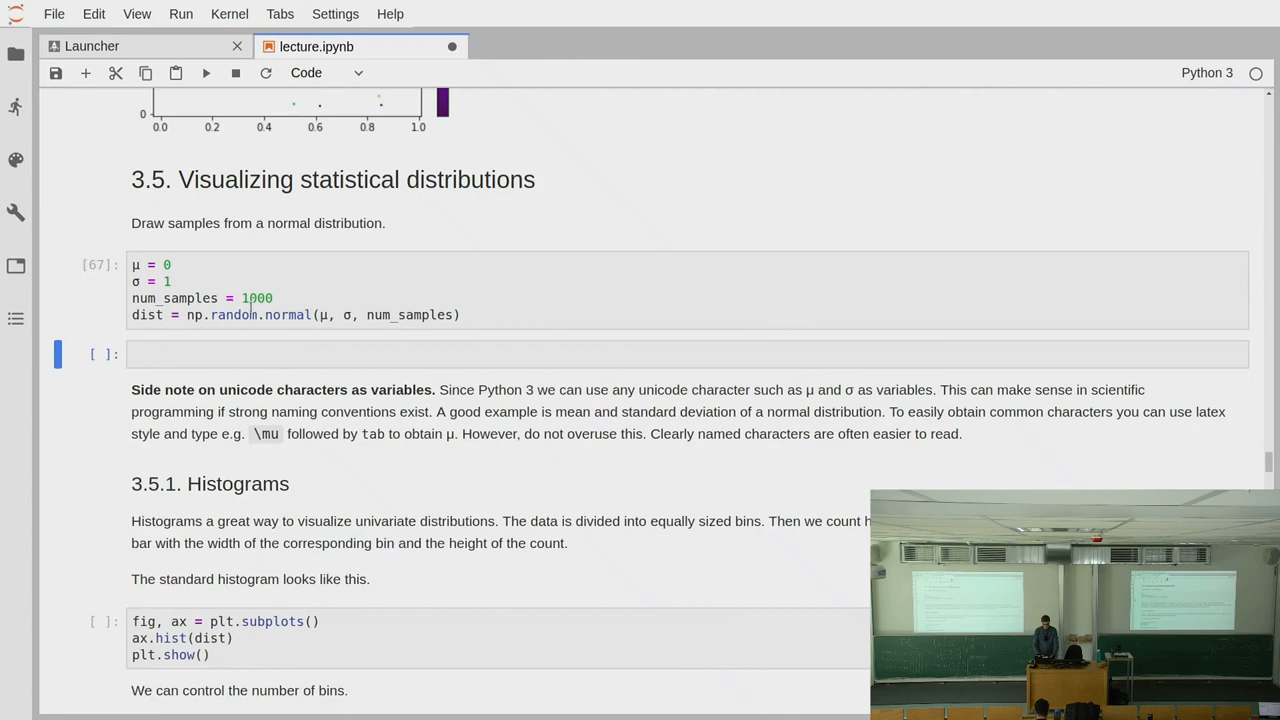 File Edit View Run Kernel Tabs Settings Help
Launcher
lecture.ipynb
Code
Python 3
0
0.0 0.2 0.4 0.6 0.8 1.0
3.5. Visualizing statistical distributions
Draw samples from a normal distribution.
[67]:
μ = 0
σ = 1
num_samples = 1000
dist = np.random.normal(μ, σ, num_samples)
[ ]:
Side note on unicode characters as variables. Since Python 3 we can use any unicode character such as μ and σ as variables. This can make sense in scientific
programming if strong naming conventions exist. A good example is mean and standard deviation of a normal distribution. To easily obtain common characters you can use latex
style and type e.g. \mu followed by tab to obtain μ. However, do not overuse this. Clearly named characters are often easier to read.
3.5.1. Histograms
Histograms a great way to visualize univariate distributions. The data is divided into equally sized bins. Then we count h
bar with the width of the corresponding bin and the height of the count.
The standard histogram looks like this.
[ ]:
fig, ax = plt.subplots()
ax.hist(dist)
plt.show()
We can control the number of bins.